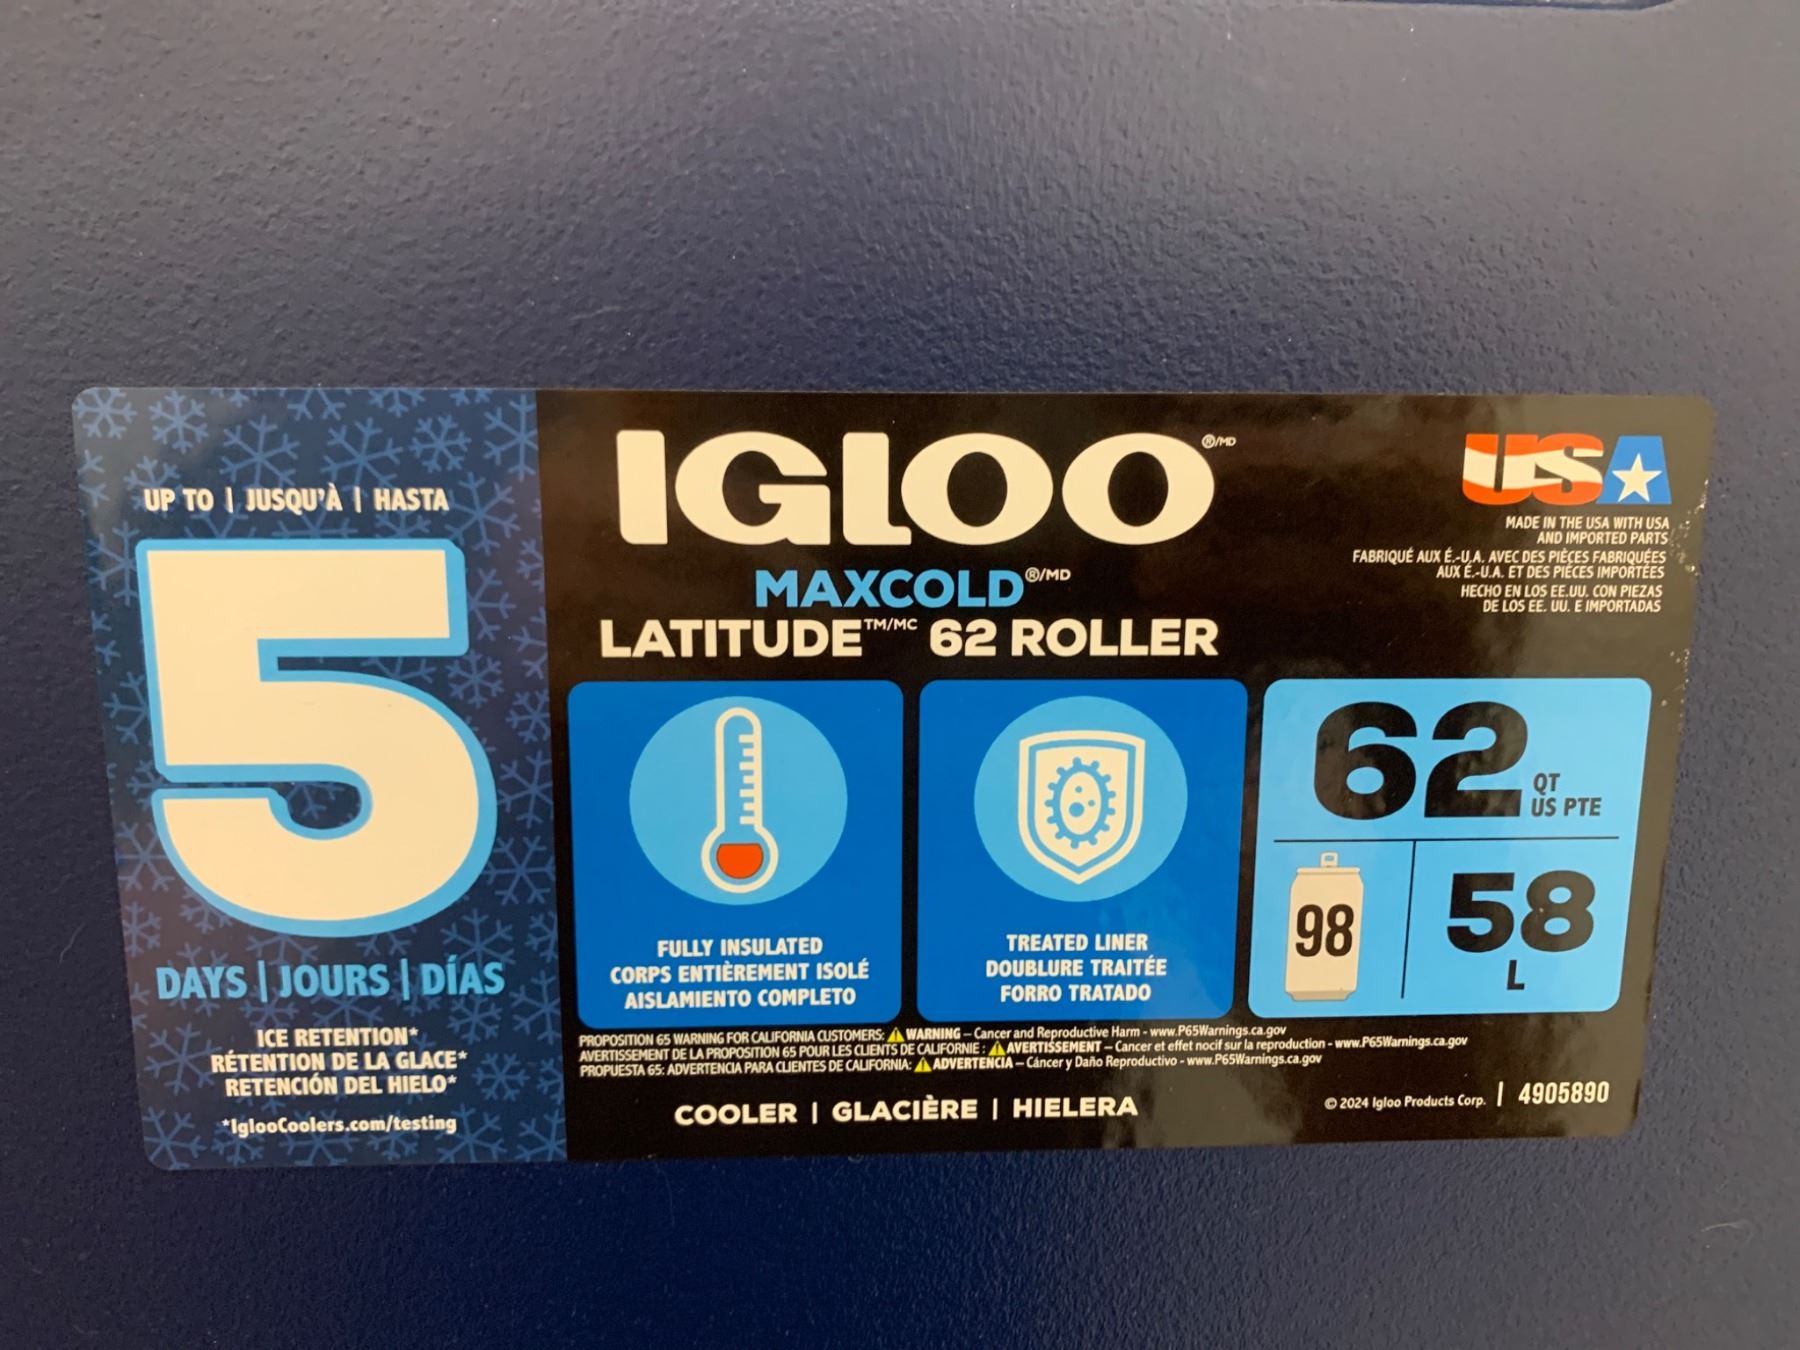 UP TO | JUSQU'À | HASTA
5
DAYS | JOURS | DÍAS
ICE RETENTION*
RÉTENTION DE LA GLACE*
RETENCIÓN DEL HIELO*
*IglooCoolers.com/testing
IGLOO®/MD
MAXCOLD®/MD
LATITUDE™/MC 62 ROLLER
USA
MADE IN THE USA WITH USA
AND IMPORTED PARTS
FABRIQUÉ AUX É.-U.A. AVEC DES PIÈCES FABRIQUÉES
AUX É.-U.A. ET DES PIÈCES IMPORTÉES
HECHO EN LOS EE.UU. CON PIEZAS
DE LOS EE. UU. E IMPORTADAS
FULLY INSULATED
CORPS ENTIÈREMENT ISOLÉ
AISLAMIENTO COMPLETO
TREATED LINER
DOUBLURE TRAITÉE
FORRO TRATADO
62 QT
US PTE
98
58
L
PROPOSITION 65 WARNING FOR CALIFORNIA CUSTOMERS: ⚠ WARNING – Cancer and Reproductive Harm - www.P65Warnings.ca.gov
AVERTISSEMENT DE LA PROPOSITION 65 POUR LES CLIENTS DE CALIFORNIE : ⚠ AVERTISSEMENT – Cancer et effet nocif sur la reproduction - www.P65Warnings.ca.gov
PROPUESTA 65: ADVERTENCIA PARA CLIENTES DE CALIFORNIA: ⚠ ADVERTENCIA – Cáncer y Daño Reproductivo - www.P65Warnings.ca.gov
COOLER | GLACIÈRE | HIELERA
© 2024 Igloo Products Corp. | 4905890